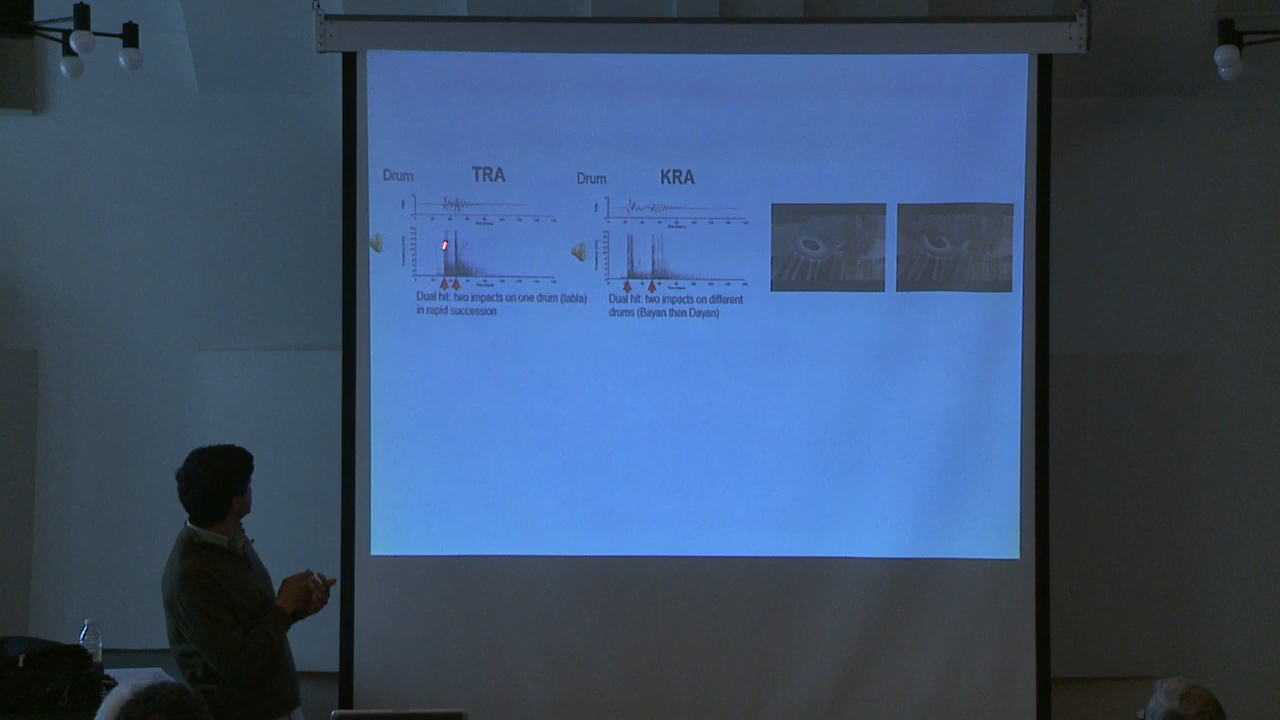 Drum
TRA
Dual hit: two impacts on one drum (tabla)
in rapid succession
Drum
KRA
Dual hit: two impacts on different
drums (Bayan then Dayan)